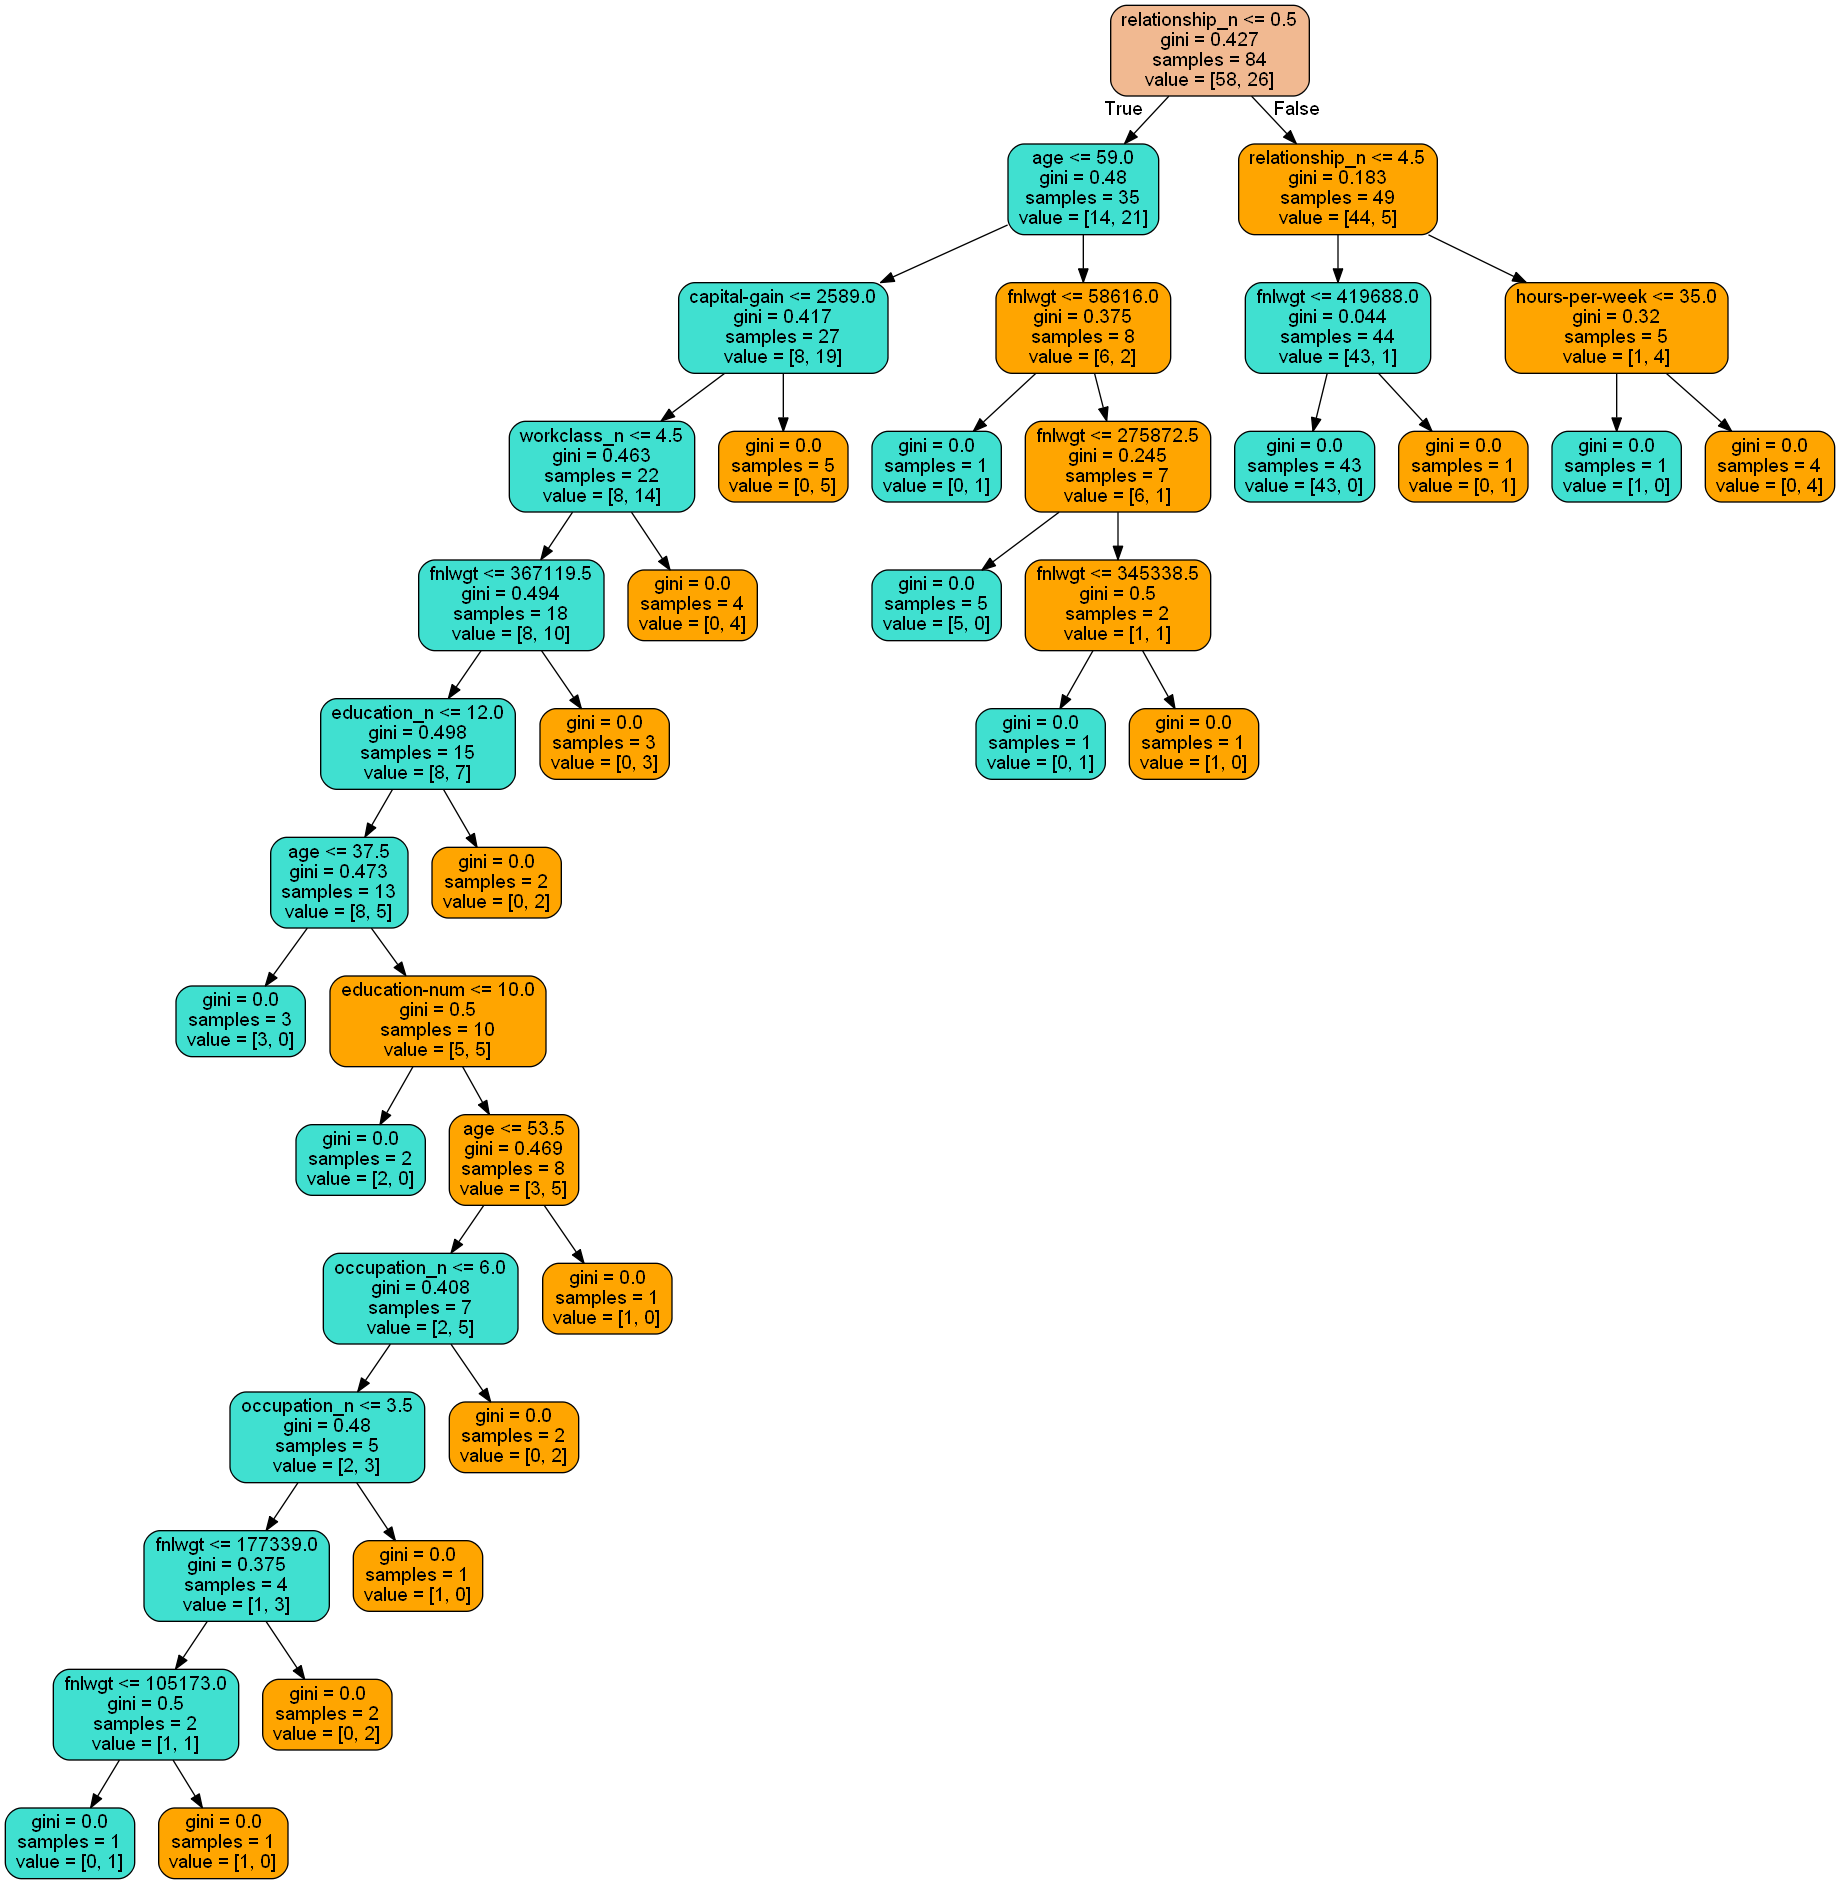 relationship_n <= 0.5
gini = 0.427
samples = 84
value = [58, 26]
True
False
age <= 59.0
gini = 0.48
samples = 35
value = [14, 21]
relationship_n <= 4.5
gini = 0.183
samples = 49
value = [44, 5]
capital-gain <= 2589.0
gini = 0.417
samples = 27
value = [8, 19]
fnlwgt <= 58616.0
gini = 0.375
samples = 8
value = [6, 2]
fnlwgt <= 419688.0
gini = 0.044
samples = 44
value = [43, 1]
hours-per-week <= 35.0
gini = 0.32
samples = 5
value = [1, 4]
workclass_n <= 4.5
gini = 0.463
samples = 22
value = [8, 14]
gini = 0.0
samples = 5
value = [0, 5]
gini = 0.0
samples = 1
value = [0, 1]
fnlwgt <= 275872.5
gini = 0.245
samples = 7
value = [6, 1]
gini = 0.0
samples = 43
value = [43, 0]
gini = 0.0
samples = 1
value = [0, 1]
gini = 0.0
samples = 1
value = [1, 0]
gini = 0.0
samples = 4
value = [0, 4]
fnlwgt <= 367119.5
gini = 0.494
samples = 18
value = [8, 10]
gini = 0.0
samples = 4
value = [0, 4]
gini = 0.0
samples = 5
value = [5, 0]
fnlwgt <= 345338.5
gini = 0.5
samples = 2
value = [1, 1]
education_n <= 12.0
gini = 0.498
samples = 15
value = [8, 7]
gini = 0.0
samples = 3
value = [0, 3]
gini = 0.0
samples = 1
value = [0, 1]
gini = 0.0
samples = 1
value = [1, 0]
age <= 37.5
gini = 0.473
samples = 13
value = [8, 5]
gini = 0.0
samples = 2
value = [0, 2]
gini = 0.0
samples = 3
value = [3, 0]
education-num <= 10.0
gini = 0.5
samples = 10
value = [5, 5]
gini = 0.0
samples = 2
value = [2, 0]
age <= 53.5
gini = 0.469
samples = 8
value = [3, 5]
occupation_n <= 6.0
gini = 0.408
samples = 7
value = [2, 5]
gini = 0.0
samples = 1
value = [1, 0]
occupation_n <= 3.5
gini = 0.48
samples = 5
value = [2, 3]
gini = 0.0
samples = 2
value = [0, 2]
fnlwgt <= 177339.0
gini = 0.375
samples = 4
value = [1, 3]
gini = 0.0
samples = 1
value = [1, 0]
fnlwgt <= 105173.0
gini = 0.5
samples = 2
value = [1, 1]
gini = 0.0
samples = 2
value = [0, 2]
gini = 0.0
samples = 1
value = [0, 1]
gini = 0.0
samples = 1
value = [1, 0]